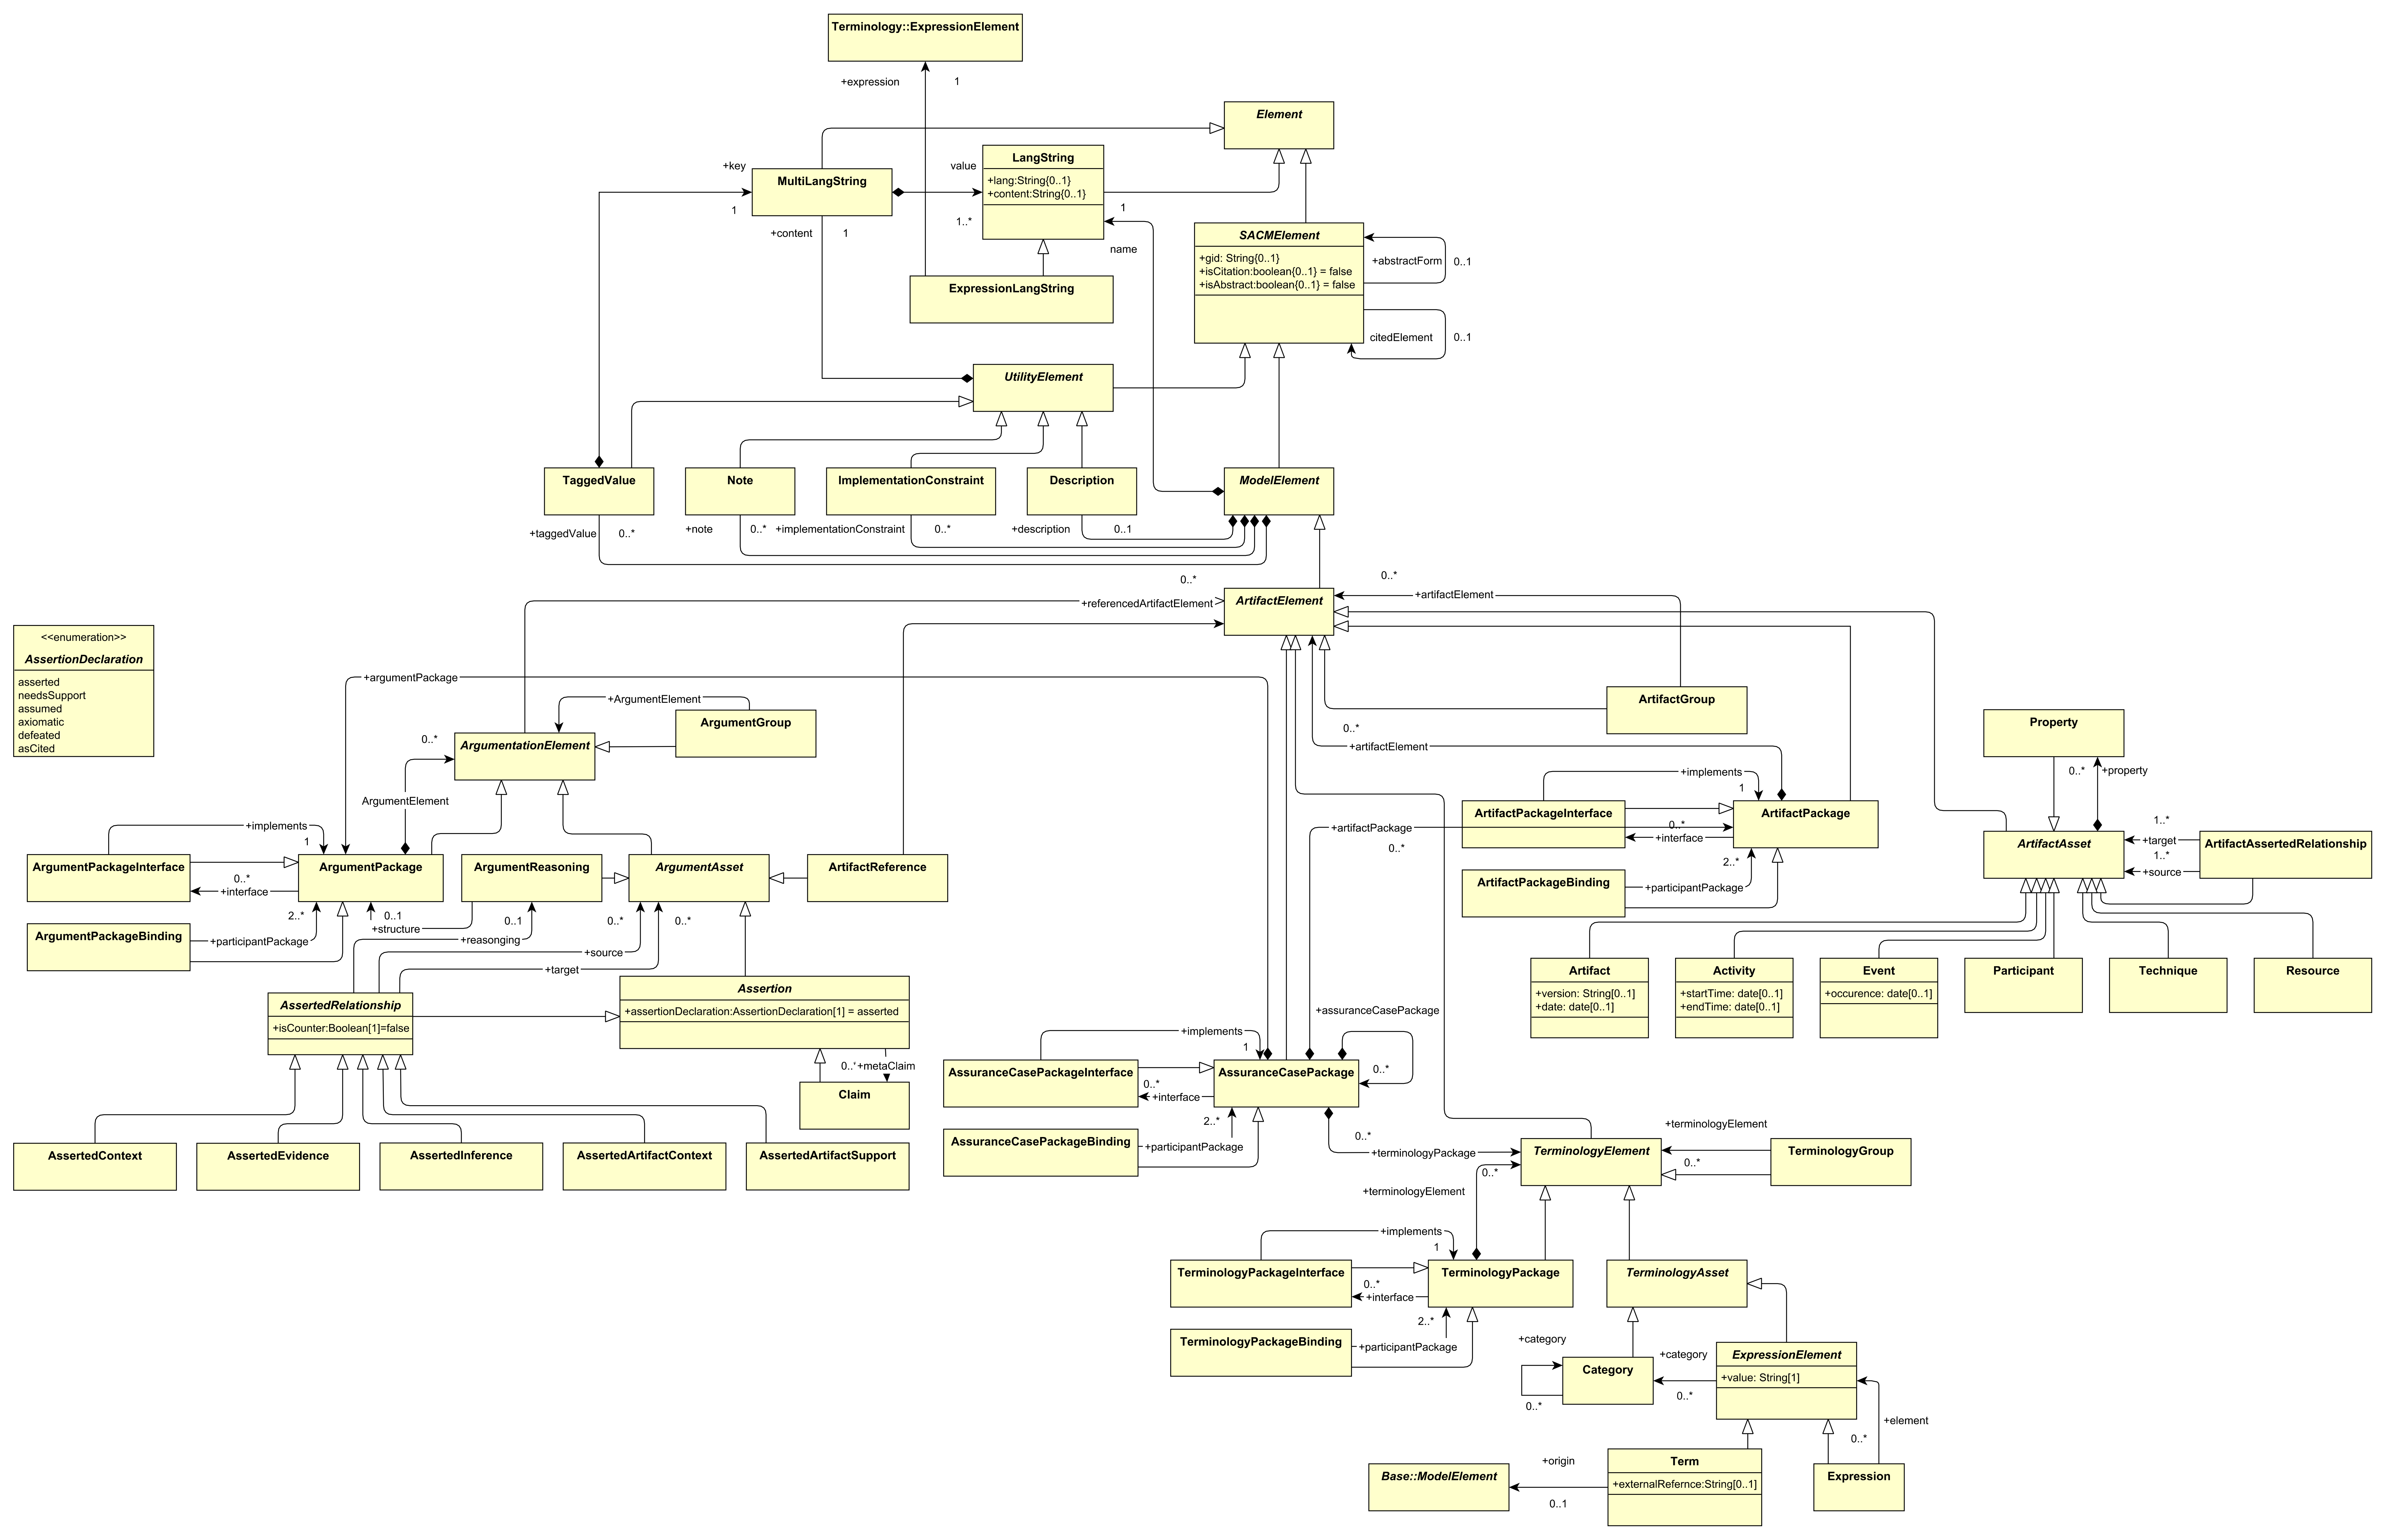 Terminology::ExpressionElement
+expression
1
Element
+key
MultiLangString
1
value
1..*
LangString
+lang:String{0..1}
+content:String{0..1}
1
name
+content
1
ExpressionLangString
SACMElement
+gid: String{0..1}
+isCitation:boolean{0..1} = false
+isAbstract:boolean{0..1} = false
+abstractForm
0..1
citedElement
0..1
UtilityElement
TaggedValue
Note
ImplementationConstraint
Description
ModelElement
+taggedValue
0..*
+note
0..*
+implementationConstraint
0..*
+description
0..1
0..*
+referencedArtifactElement
ArtifactElement
0..*
+artifactElement
<<enumeration>>
AssertionDeclaration
asserted
needsSupport
assumed
axiomatic
defeated
asCited
+argumentPackage
+ArgumentElement
ArgumentGroup
ArtifactGroup
0..*
+artifactElement
Property
0..*
+property
0..*
ArgumentationElement
ArgumentElement
+implements
1
ArgumentPackageInterface
0..*
+interface
ArgumentPackage
ArgumentReasoning
ArgumentAsset
ArtifactReference
+implements
1
ArtifactPackageInterface
0..*
+interface
ArtifactPackage
+artifactPackage
0..*
2..*
ArtifactPackageBinding
+participantPackage
ArtifactAsset
1..*
+target
1..*
+source
ArtifactAssertedRelationship
2..*
ArgumentPackageBinding
+participantPackage
0..1
+structure
0..1
+reasonging
0..*
+source
0..*
+target
Artifact
+version: String[0..1]
+date: date[0..1]
Activity
+startTime: date[0..1]
+endTime: date[0..1]
Event
+occurence: date[0..1]
Participant
Technique
Resource
AssertedRelationship
+isCounter:Boolean[1]=false
Assertion
+assertionDeclaration:AssertionDeclaration[1] = asserted
0..*
+metaClaim
Claim
AssertedContext
AssertedEvidence
AssertedInference
AssertedArtifactContext
AssertedArtifactSupport
+assuranceCasePackage
+implements
1
AssuranceCasePackageInterface
0..*
+interface
AssuranceCasePackage
0..*
2..*
AssuranceCasePackageBinding
+participantPackage
0..*
+terminologyPackage
+terminologyElement
TerminologyElement
0..*
TerminologyGroup
0..*
+terminologyElement
+implements
1
TerminologyPackageInterface
0..*
+interface
TerminologyPackage
TerminologyAsset
2..*
TerminologyPackageBinding
+participantPackage
+category
Category
0..*
+category
0..*
ExpressionElement
+value: String[1]
+element
0..*
+origin
Base::ModelElement
0..1
Term
+externalRefernce:String[0..1]
Expression